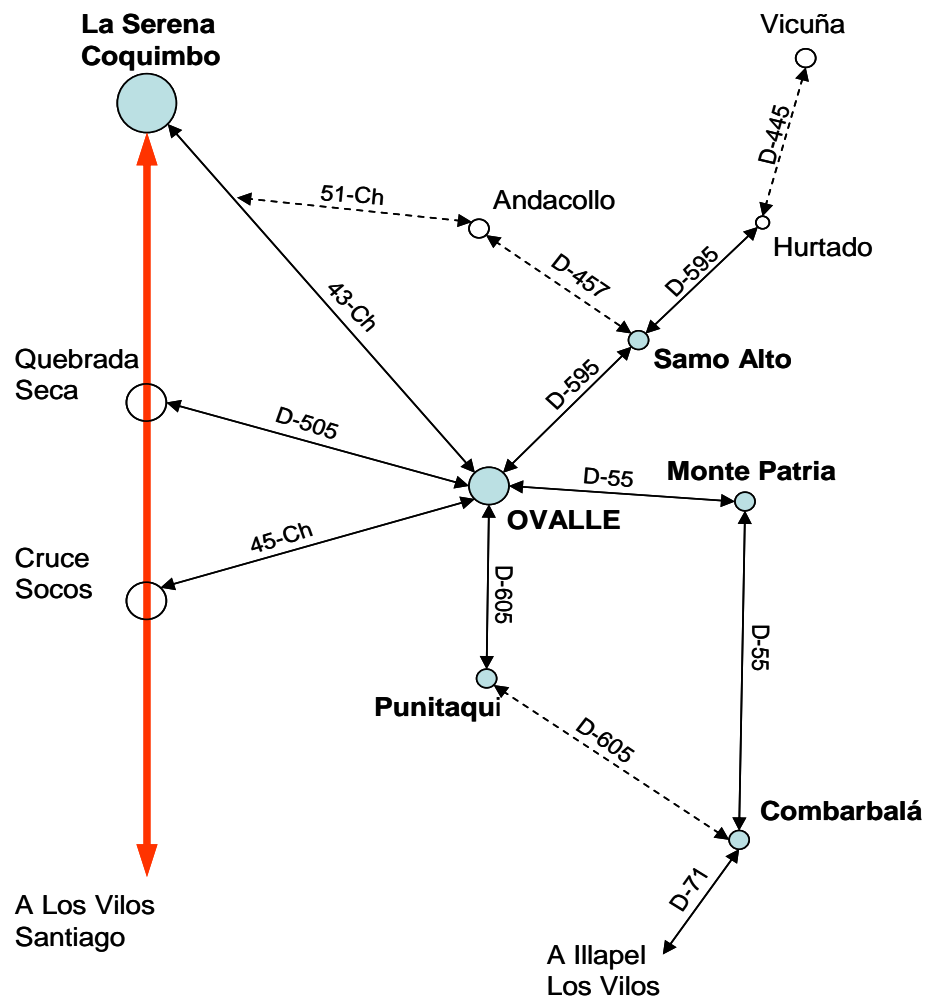 La Serena
Coquimbo
Vicuña
D-445
51-Ch
Andacollo
Hurtado
D-457
D-595
43-Ch
Samo Alto
Quebrada
Seca
D-595
D-505
Monte Patria
D-55
OVALLE
45-Ch
Cruce
Socos
D-605
D-55
Punitaqui
D-605
Combarbalá
D-71
A Los Vilos
Santiago
A Illapel
Los Vilos